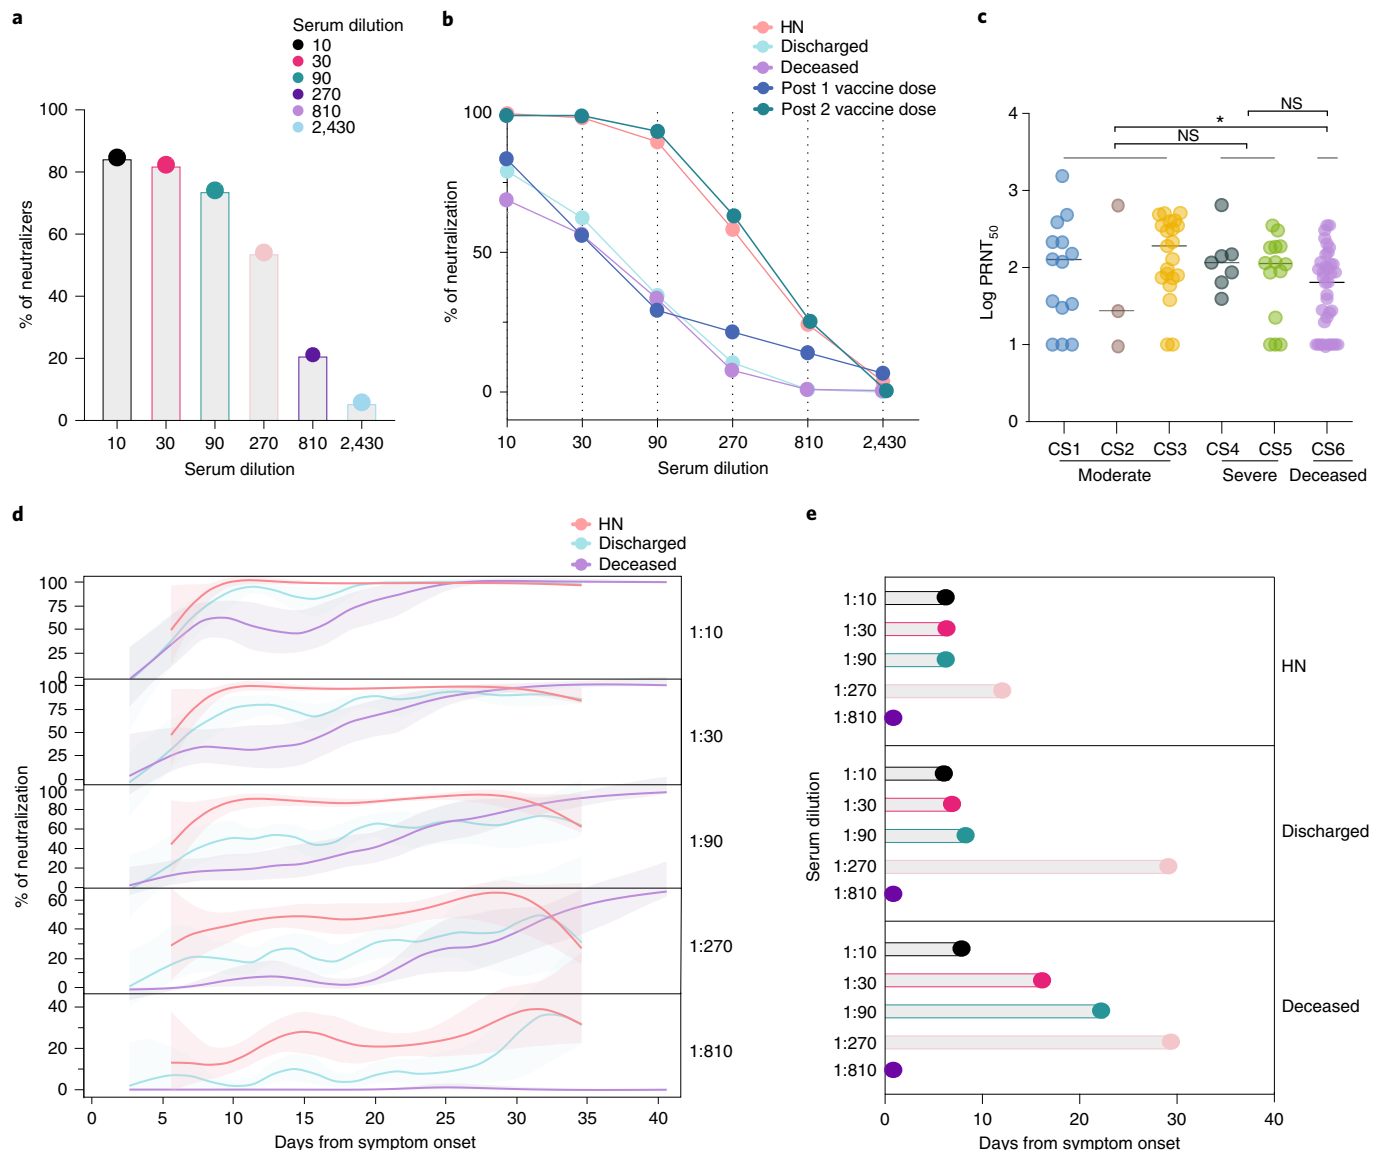 a
Serum dilution
10
30
90
270
810
2,430
% of neutralizers
100
80
60
40
20
0
10 30 90 270 810 2,430
Serum dilution
b
HN
Discharged
Deceased
Post 1 vaccine dose
Post 2 vaccine dose
% of neutralization
100
50
0
10 30 90 270 810 2,430
Serum dilution
c
NS
*
NS
Log PRNT50
4
3
2
1
0
CS1 CS2 CS3 CS4 CS5 CS6
Moderate Severe Deceased
d
HN
Discharged
Deceased
% of neutralization
100
75
50
25
0
1:10
100
75
50
25
0
1:30
100
80
60
40
20
0
1:90
60
40
20
0
1:270
40
20
0
1:810
0 5 10 15 20 25 30 35 40
Days from symptom onset
e
Serum dilution
1:10
1:30
1:90
1:270
1:810
HN
1:10
1:30
1:90
1:270
1:810
Discharged
1:10
1:30
1:90
1:270
1:810
Deceased
0 10 20 30 40
Days from symptom onset